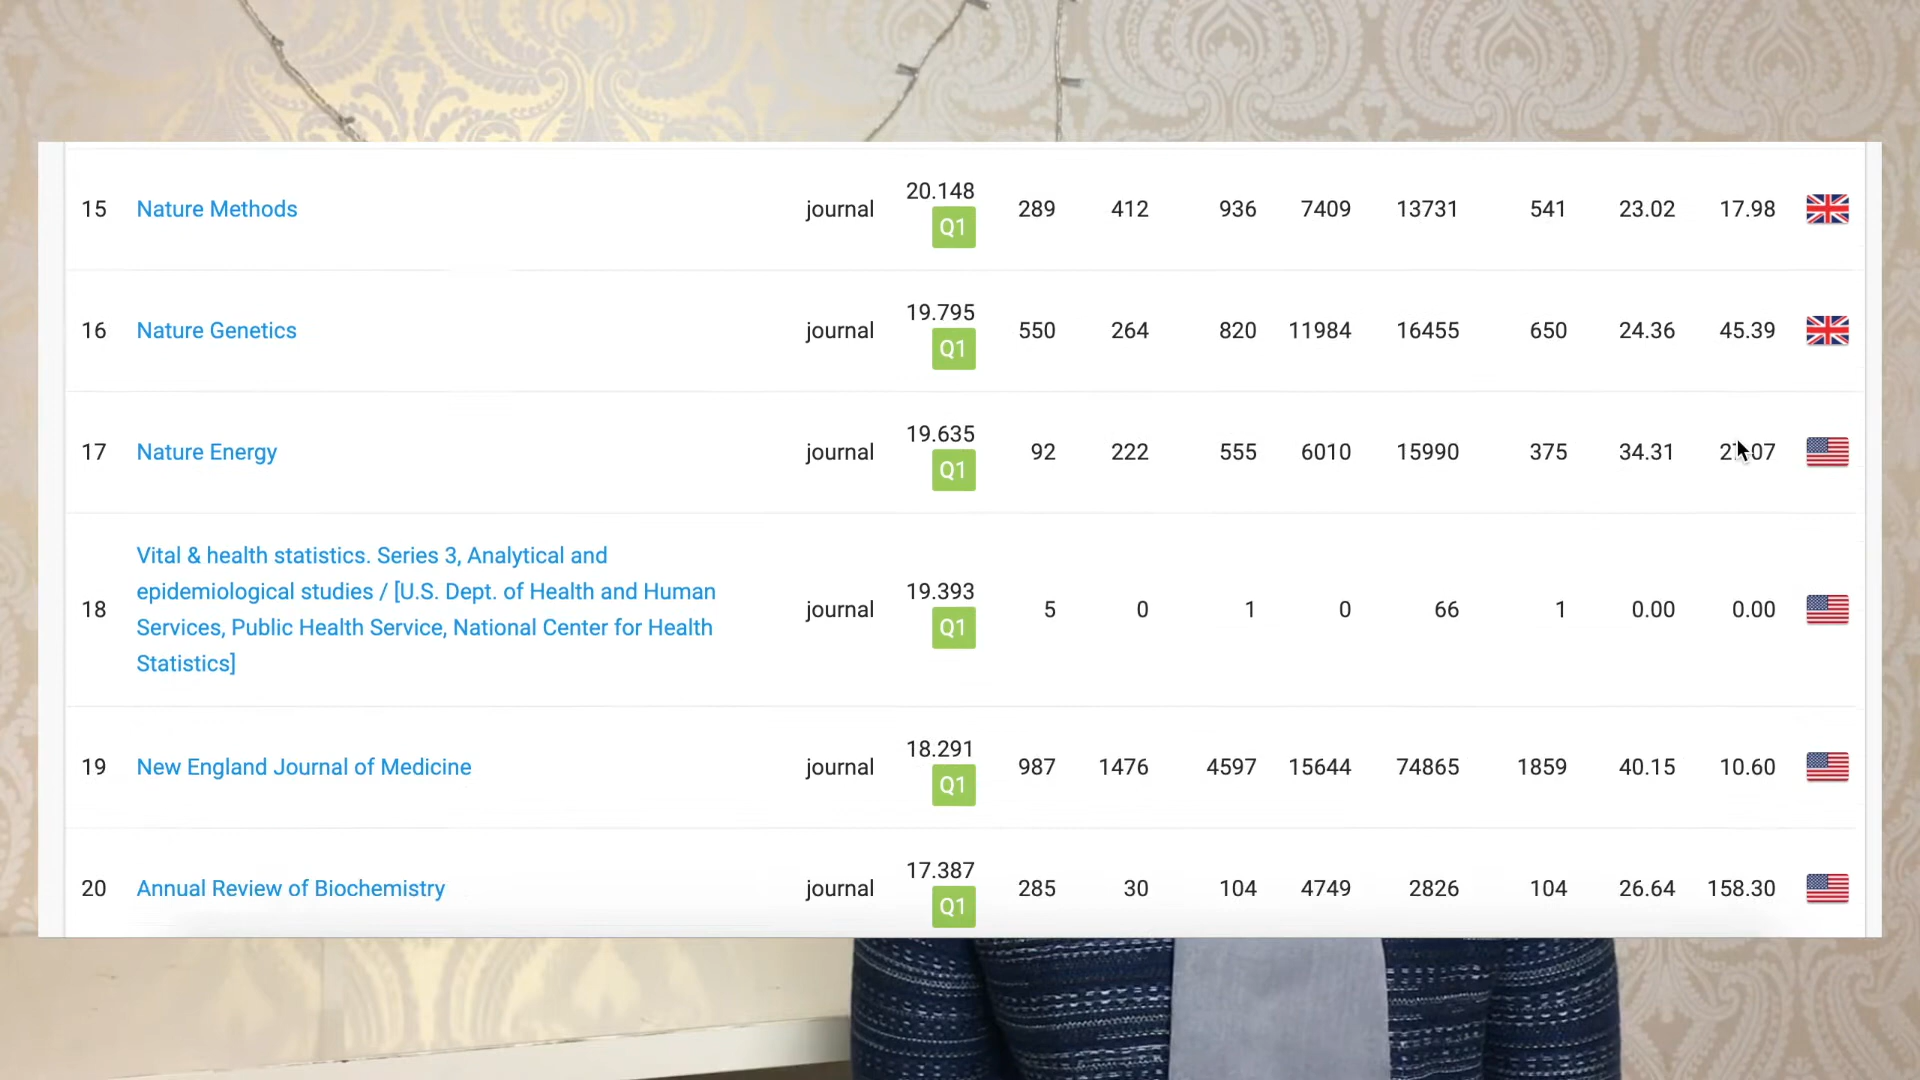 15 Nature Methods journal 20.148 Q1 289 412 936 7409 13731 541 23.02 17.98
16 Nature Genetics journal 19.795 Q1 550 264 820 11984 16455 650 24.36 45.39
17 Nature Energy journal 19.635 Q1 92 222 555 6010 15990 375 34.31
18 Vital & health statistics. Series 3, Analytical and
epidemiological studies / [U.S. Dept. of Health and Human
Services, Public Health Service, National Center for Health
Statistics] journal 19.393 Q1 5 0 1 0 66 1 0.00 0.00
19 New England Journal of Medicine journal 18.291 Q1 987 1476 4597 15644 74865 1859 40.15 10.60
20 Annual Review of Biochemistry journal 17.387 Q1 285 30 104 4749 2826 104 26.64 158.30